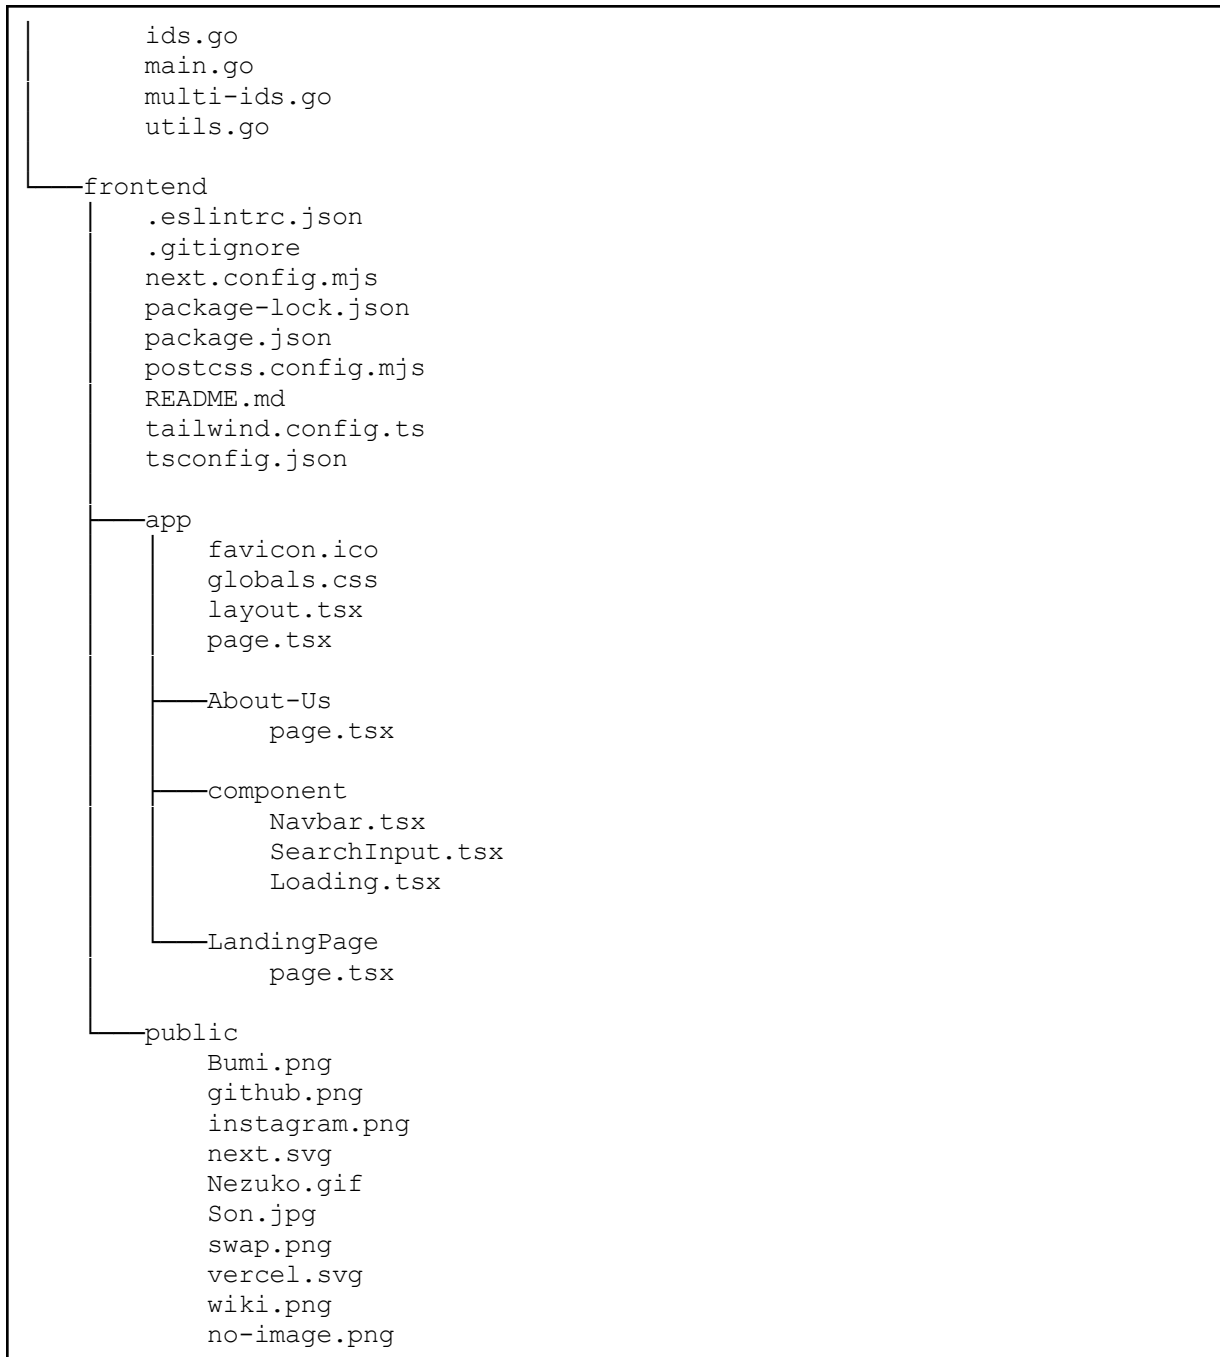 ids.go
main.go
multi-ids.go
utils.go
frontend
.eslintrc.json
.gitignore
next.config.mjs
package-lock.json
package.json
postcss.config.mjs
README.md
tailwind.config.ts
tsconfig.json
app
favicon.ico
globals.css
layout.tsx
page.tsx
About-Us
page.tsx
component
Navbar.tsx
SearchInput.tsx
Loading.tsx
LandingPage
page.tsx
public
Bumi.png
github.png
instagram.png
next.svg
Nezuko.gif
Son.jpg
swap.png
vercel.svg
wiki.png
no-image.png